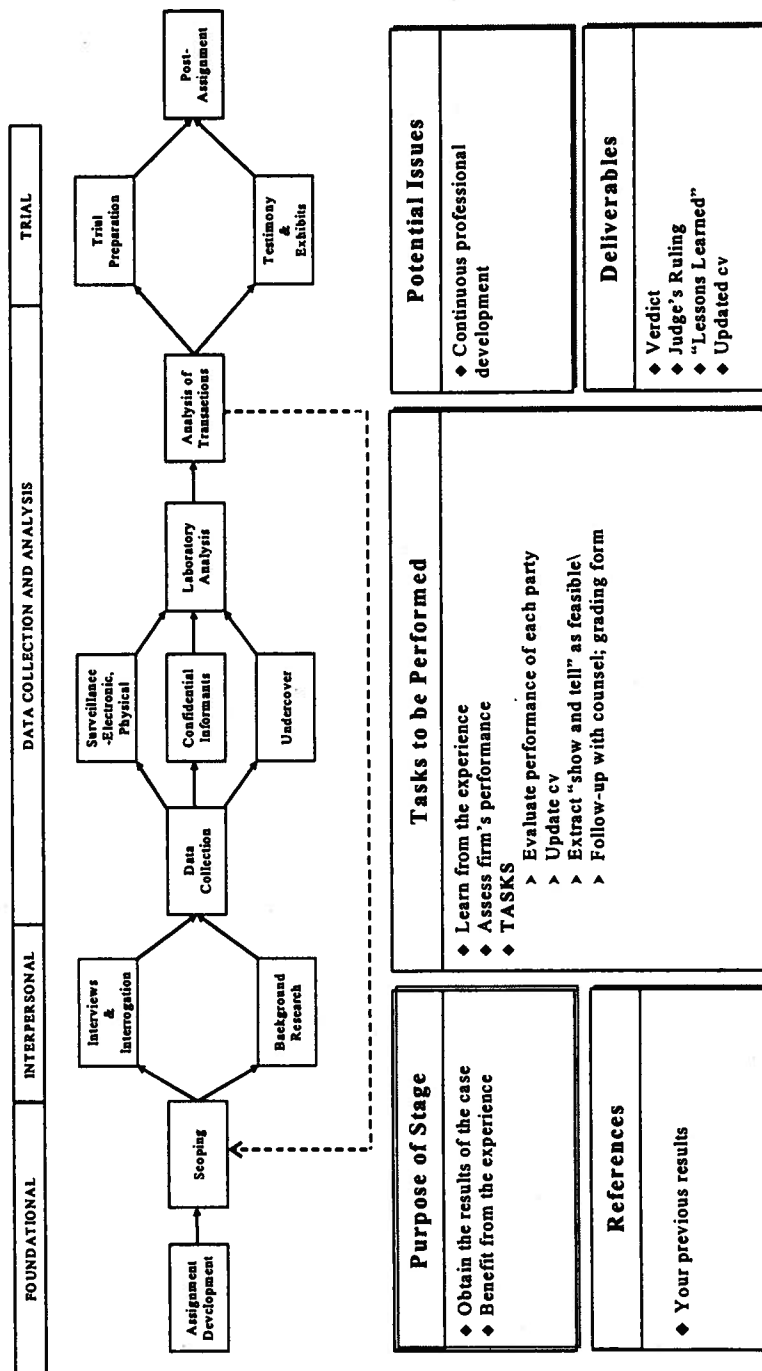 FOUNDATIONAL
INTERPERSONAL
DATA COLLECTION AND ANALYSIS
TRIAL
Assignment
Development
Scoping
Interviews
&
Interrogation
Background
Research
Data
Collection
Surveillance
-Electronic,
Physical
Confidential
Informants
Undercover
Laboratory
Analysis
Analysis of
Transactions
Trial
Preparation
Testimony
&
Exhibits
Post-
Assignment
Purpose of Stage
◆ Obtain the results of the case
◆ Benefit from the experience
References
◆ Your previous results
Tasks to be Performed
◆ Learn from the experience
◆ Assess firm's performance
◆ TASKS
➤ Evaluate performance of each party
➤ Update cv
➤ Extract "show and tell" as feasible\
➤ Follow-up with counsel; grading form
Potential Issues
◆ Continuous professional
development
Deliverables
◆ Verdict
◆ Judge's Ruling
◆ "Lessons Learned"
◆ Updated cv